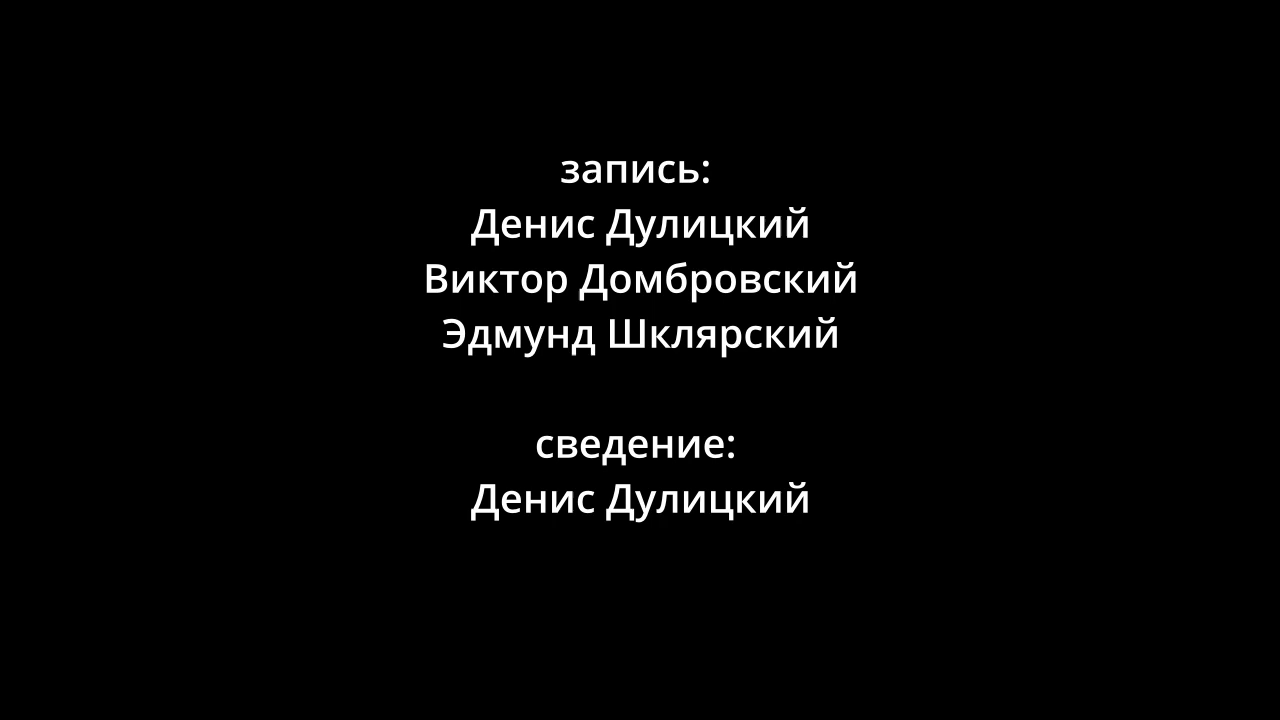 запись:
Денис Дулицкий
Виктор Домбровский
Эдмунд Шклярский
сведение:
Денис Дулицкий